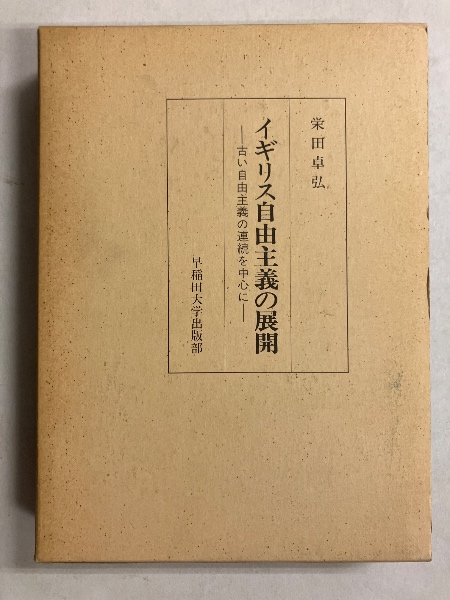 栄田卓弘
イギリス自由主義の展開
―古い自由主義の連続を中心に―
早稲田大学出版部